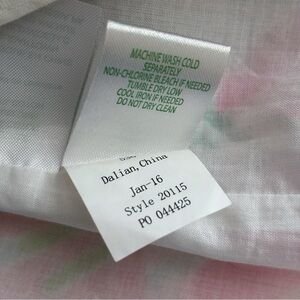 MACHINE WASH COLD
SEPARATELY
NON-CHLORINE BLEACH IF NEEDED
TUMBLE DRY LOW
COOL IRON IF NEEDED
DO NOT DRY CLEAN
Dalian, China
Jan-16
Style 20115
PO 044425